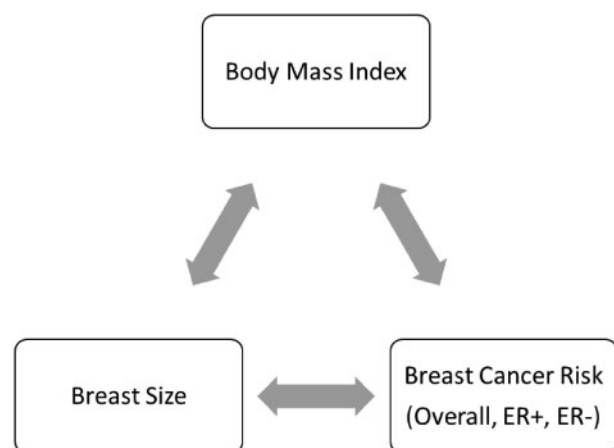 Body Mass Index
Breast Size
Breast Cancer Risk
(Overall, ER+, ER-)